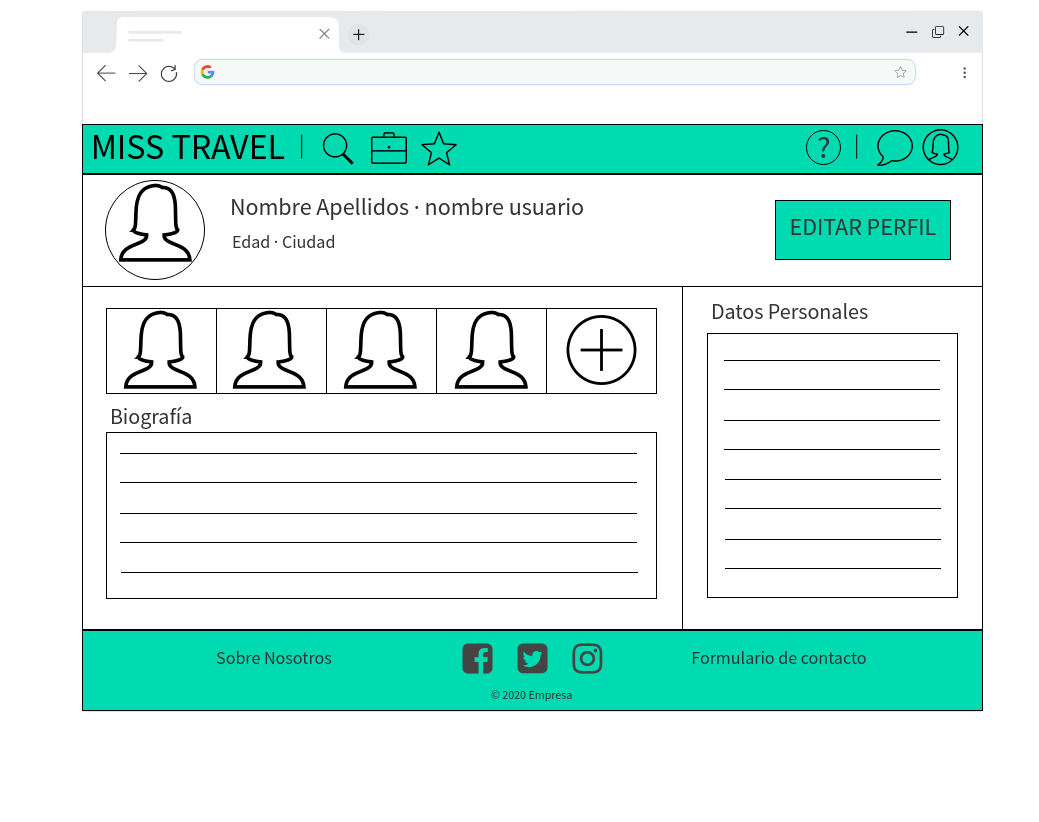 MISS TRAVEL
?
Nombre Apellidos · nombre usuario
Edad · Ciudad
EDITAR PERFIL
Datos Personales
Biografía
Sobre Nosotros
Formulario de contacto
© 2020 Empresa